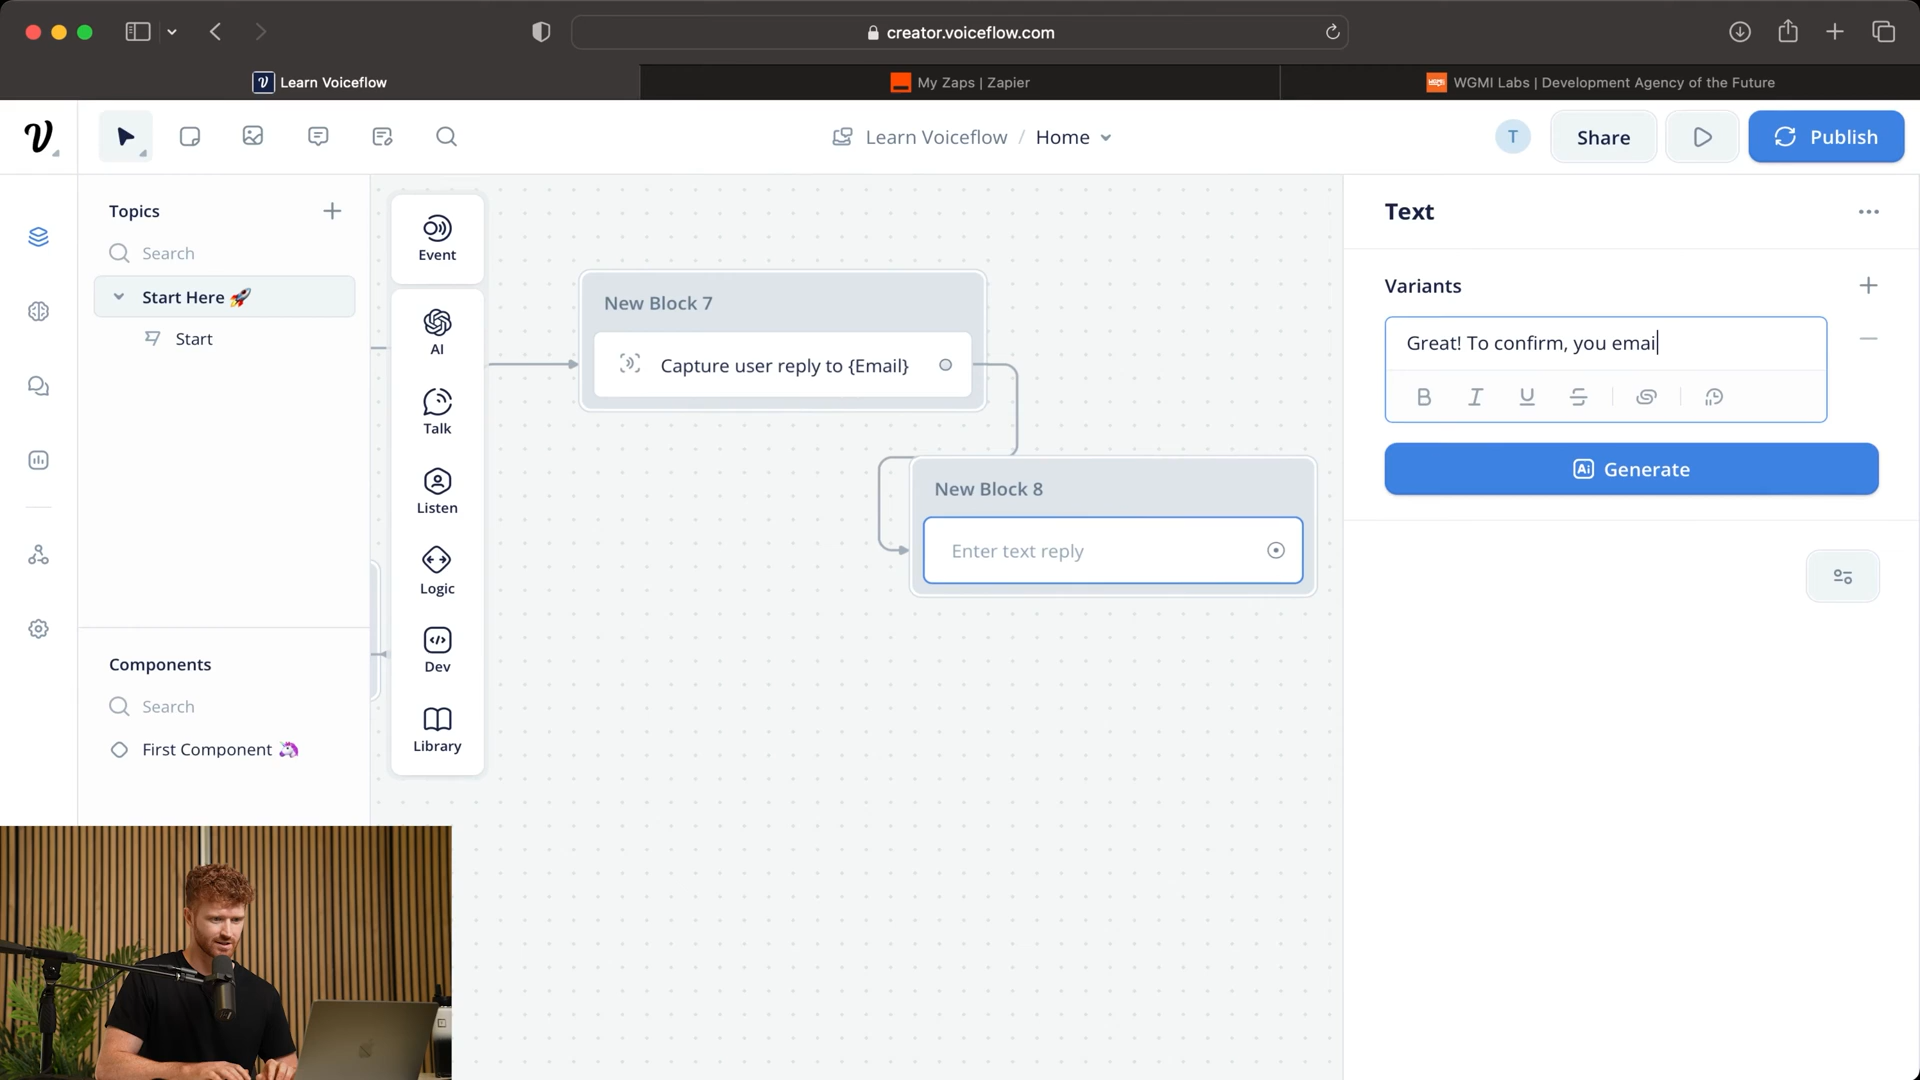 creator.voiceflow.com
Learn Voiceflow
My Zaps | Zapier
WGMI Labs | Development Agency of the Future
Learn Voiceflow / Home
T
Share
Publish
Topics
Search
Start Here 🚀
Start
Components
Search
First Component 🦄
Event
AI
Talk
Listen
Logic
Dev
Library
New Block 7
Capture user reply to {Email}
New Block 8
Enter text reply
Text
Variants
Great! To confirm, you emai
B I U S
Ai Generate